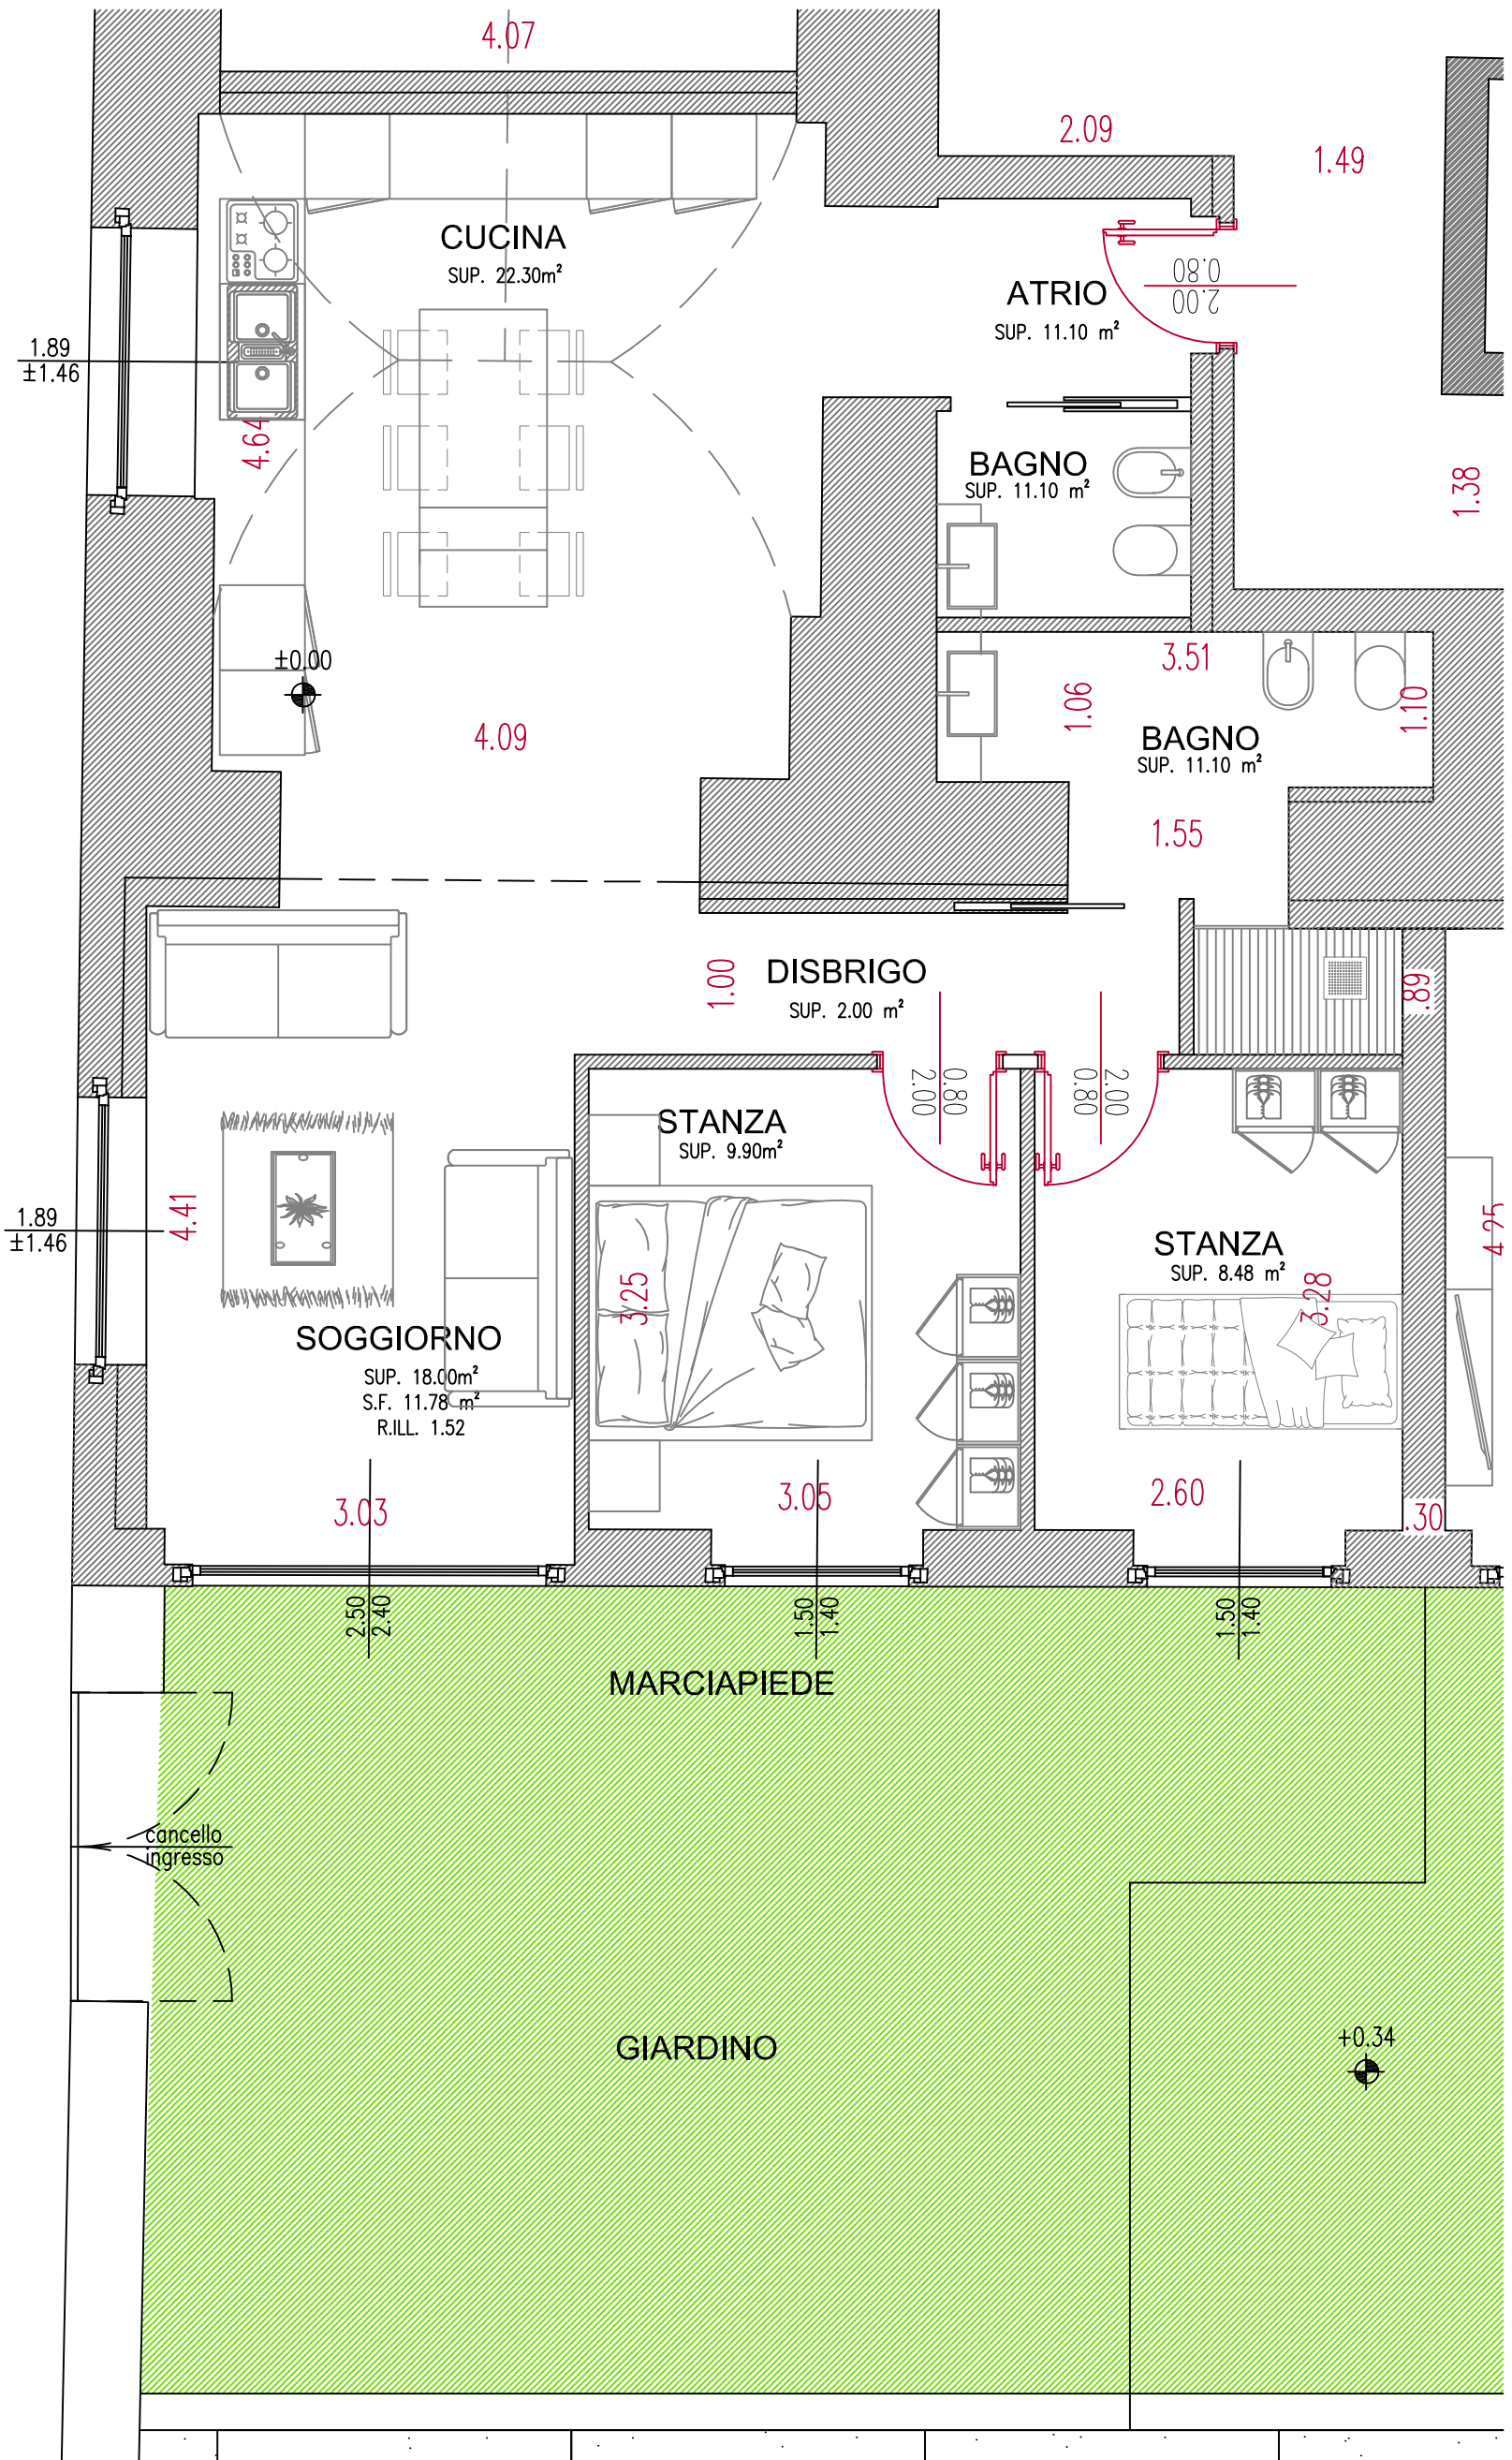 4.07
2.09
1.49
CUCINA
SUP. 22.30m²
0.80
2.00
ATRIO
SUP. 11.10 m²
1.89
±1.46
4.64
BAGNO
SUP. 11.10 m²
1.38
±0.00
3.51
1.06
1.10
4.09
BAGNO
SUP. 11.10 m²
1.55
1.00
DISBRIGO
SUP. 2.00 m²
.89
0.80
2.00
2.00
0.80
STANZA
SUP. 9.90m²
1.89
±1.46
4.41
4.25
STANZA
SUP. 8.48 m²
3.25
3.28
SOGGIORNO
SUP. 18.00m²
S.F. 11.78 m²
R.ILL. 1.52
3.03
3.05
2.60
.30
2.50
2.40
1.50
1.40
1.50
1.40
MARCIAPIEDE
cancello
ingresso
GIARDINO
+0.34